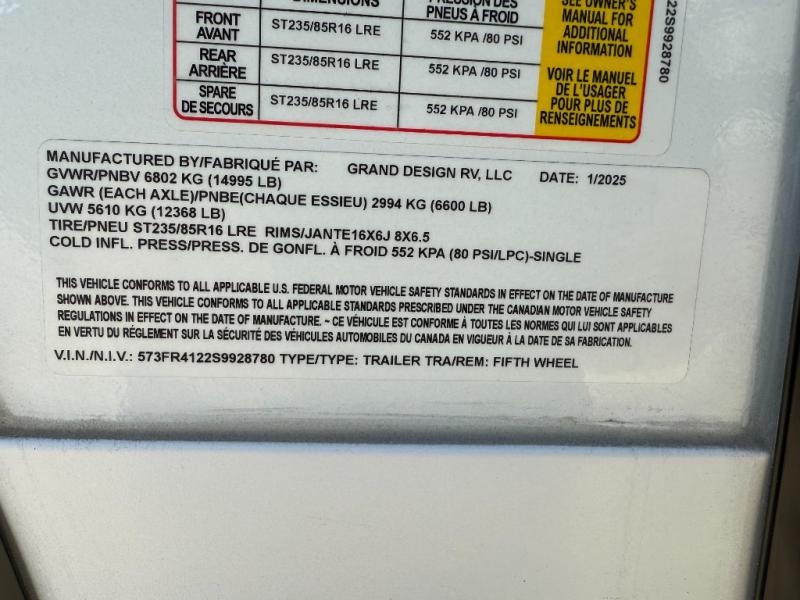 DIMENSIONS
PRESSION DES
PNEUS À FROID
SEE OWNER'S
MANUAL FOR
ADDITIONAL
INFORMATION
VOIR LE MANUEL
DE L'USAGER
POUR PLUS DE
RENSEIGNEMENTS
FRONT
AVANT
ST235/85R16 LRE
552 KPA /80 PSI
REAR
ARRIÈRE
ST235/85R16 LRE
552 KPA /80 PSI
SPARE
DE SECOURS
ST235/85R16 LRE
552 KPA /80 PSI
22S9928780
MANUFACTURED BY/FABRIQUÉ PAR: GRAND DESIGN RV, LLC DATE: 1/2025
GVWR/PNBV 6802 KG (14995 LB)
GAWR (EACH AXLE)/PNBE(CHAQUE ESSIEU) 2994 KG (6600 LB)
UVW 5610 KG (12368 LB)
TIRE/PNEU ST235/85R16 LRE RIMS/JANTE16X6J 8X6.5
COLD INFL. PRESS/PRESS. DE GONFL. À FROID 552 KPA (80 PSI/LPC)-SINGLE
THIS VEHICLE CONFORMS TO ALL APPLICABLE U.S. FEDERAL MOTOR VEHICLE SAFETY STANDARDS IN EFFECT ON THE DATE OF MANUFACTURE
SHOWN ABOVE. THIS VEHICLE CONFORMS TO ALL APPLICABLE STANDARDS PRESCRIBED UNDER THE CANADIAN MOTOR VEHICLE SAFETY
REGULATIONS IN EFFECT ON THE DATE OF MANUFACTURE. ~ CE VÉHICULE EST CONFORME À TOUTES LES NORMES QUI LUI SONT APPLICABLES
EN VERTU DU RÉGLEMENT SUR LA SÉCURITÉ DES VÉHICULES AUTOMOBILES DU CANADA EN VIGUEUR À LA DATE DE SA FABRICATION.
V.I.N./N.I.V.: 573FR4122S9928780 TYPE/TYPE: TRAILER TRA/REM: FIFTH WHEEL